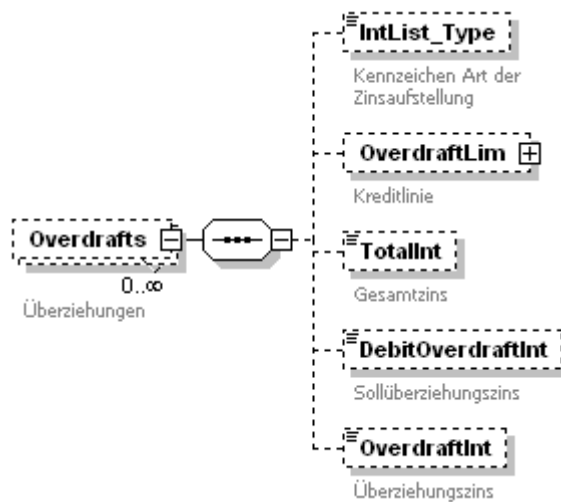 IntList_Type
Kennzeichen Art der
Zinsaufstellung
OverdraftLim
Kreditlinie
Overdrafts
0..∞
Überziehungen
TotalInt
Gesamtzins
DebitOverdraftInt
Sollüberziehungszins
OverdraftInt
Überziehungszins